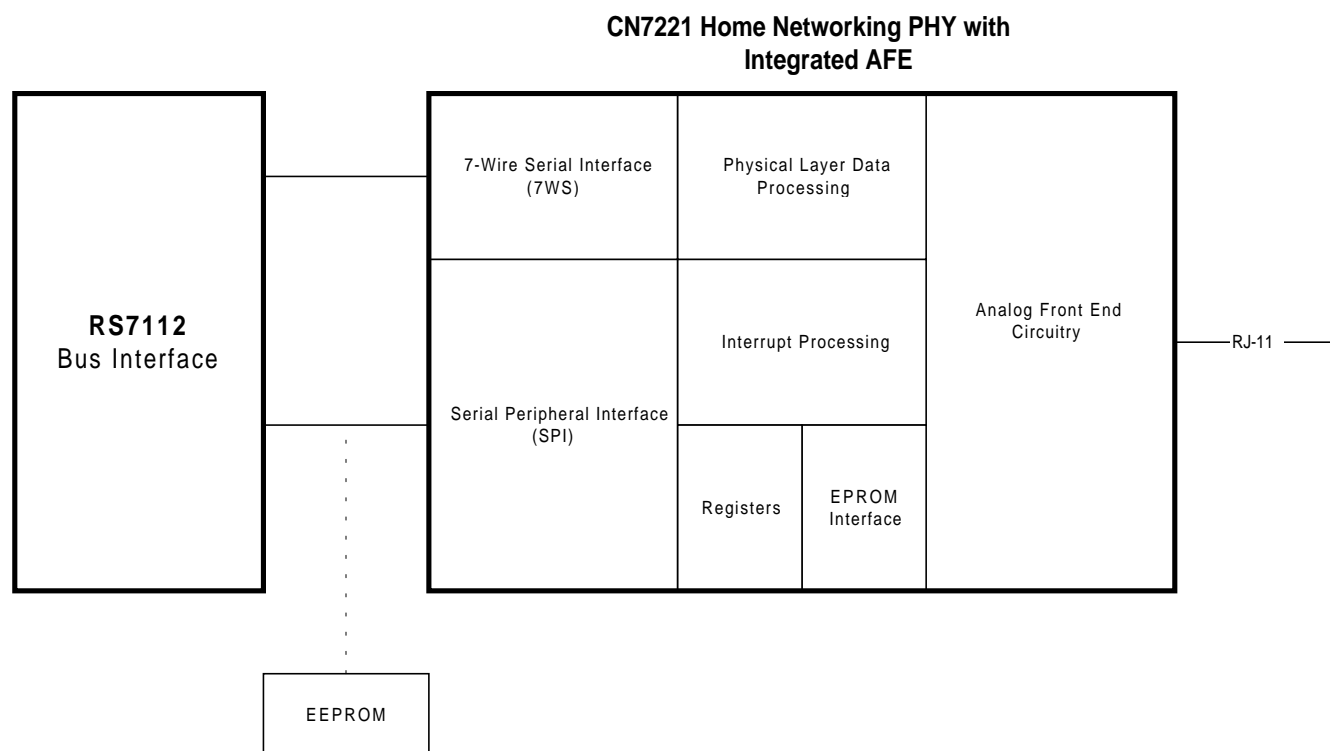 CN7221 Home Networking PHY with
Integrated AFE
7-Wire Serial Interface
(7WS)
Physical Layer Data
Processing
RS7112
Bus Interface
Analog Front End
Circuitry
Interrupt Processing
RJ-11
Serial Peripheral Interface
(SPI)
Registers
EPROM
Interface
EEPROM